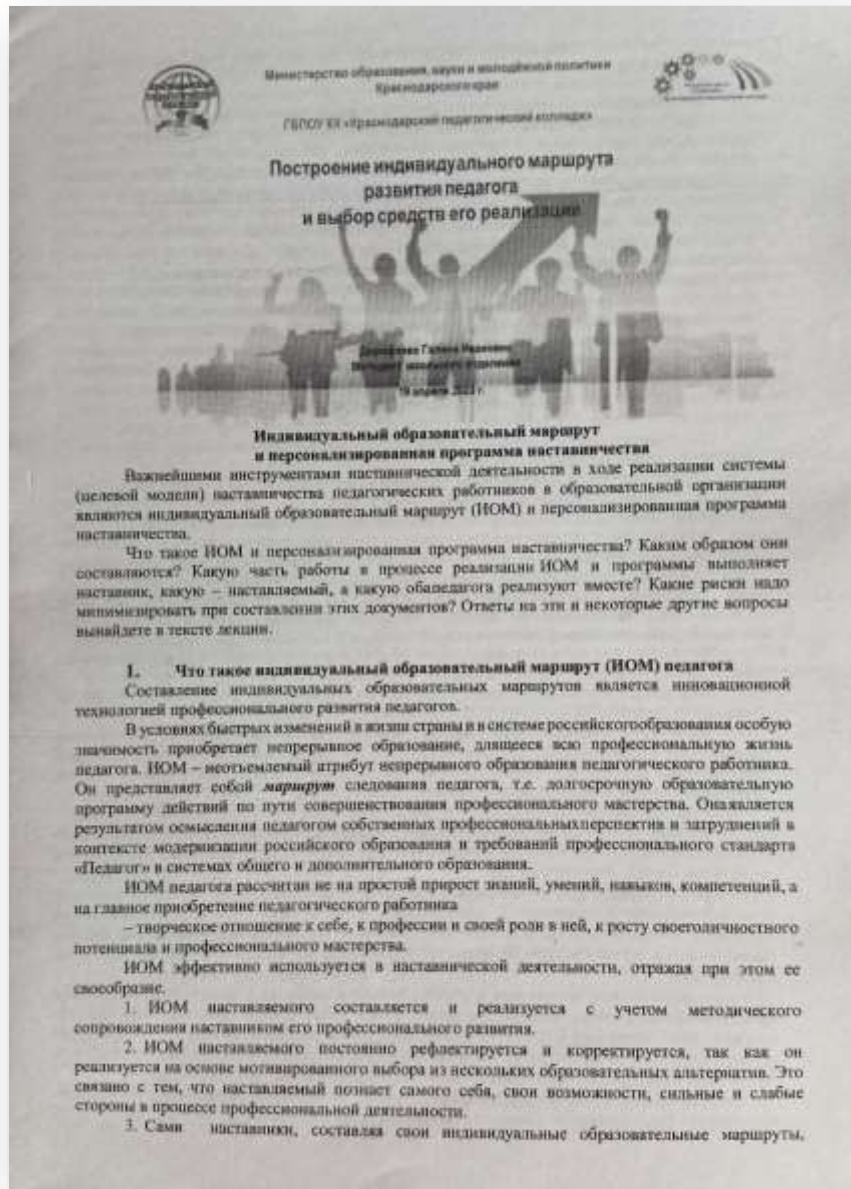 Министерство образования, науки и молодёжной политики
Краснодарского края
ГБПОУ КК «Краснодарский педагогический колледж»
Построение индивидуального маршрута
развития педагога
и выбор средств его реализации
Галина Ивановна
19 апреля 2023 г.
Индивидуальный образовательный маршрут
и персонализированная программа наставничества
Важнейшими инструментами наставнической деятельности в ходе реализации системы
(целевой модели) наставничества педагогических работников в образовательной организации
являются индивидуальный образовательный маршрут (ИОМ) и персонализированная программа
наставничества.
Что такое ИОМ и персонализированная программа наставничества? Каким образом они
составляются? Какую часть работы в процессе реализации ИОМ и программы выполняет
наставник, какую – наставляемый, а какую обапедагога реализуют вместе? Какие риски надо
минимизировать при составлении этих документов? Ответы на эти и некоторые другие вопросы
вынайдете в тексте лекции.
1. Что такое индивидуальный образовательный маршрут (ИОМ) педагога
Составление индивидуальных образовательных маршрутов является инновационной
технологией профессионального развития педагогов.
В условиях быстрых изменений в жизни страны и в системе российскогообразования особую
значимость приобретает непрерывное образование, длящееся всю профессиональную жизнь
педагога. ИОМ – неотъемлемый атрибут непрерывного образования педагогического работника.
Он представляет собой маршрут следования педагога, т.е. долгосрочную образовательную
программу действий по пути совершенствования профессионального мастерства. Онаявляется
результатом осмысления педагогом собственных профессиональныхперспектив и затруднений в
контексте модернизации российского образования и требований профессионального стандарта
«Педагог» в системах общего и дополнительного образования.
ИОМ педагога рассчитан не на простой прирост знаний, умений, навыков, компетенций, а
на главное приобретение педагогического работника
– творческое отношение к себе, к профессии и своей роли в ней, к росту своеголичностного
потенциала и профессионального мастерства.
ИОМ эффективно используется в наставнической деятельности, отражая при этом ее
своеобразие.
1. ИОМ наставляемого составляется и реализуется с учетом методического
сопровождения наставником его профессионального развития.
2. ИОМ наставляемого постоянно рефлектируется и корректируется, так как он
реализуется на основе мотивированного выбора из нескольких образовательных альтернатив. Это
связано с тем, что наставляемый познает самого себя, свои возможности, сильные и слабые
стороны в процессе профессиональной деятельности.
3. Сами наставники, составляя свои индивидуальные образовательные маршруты,